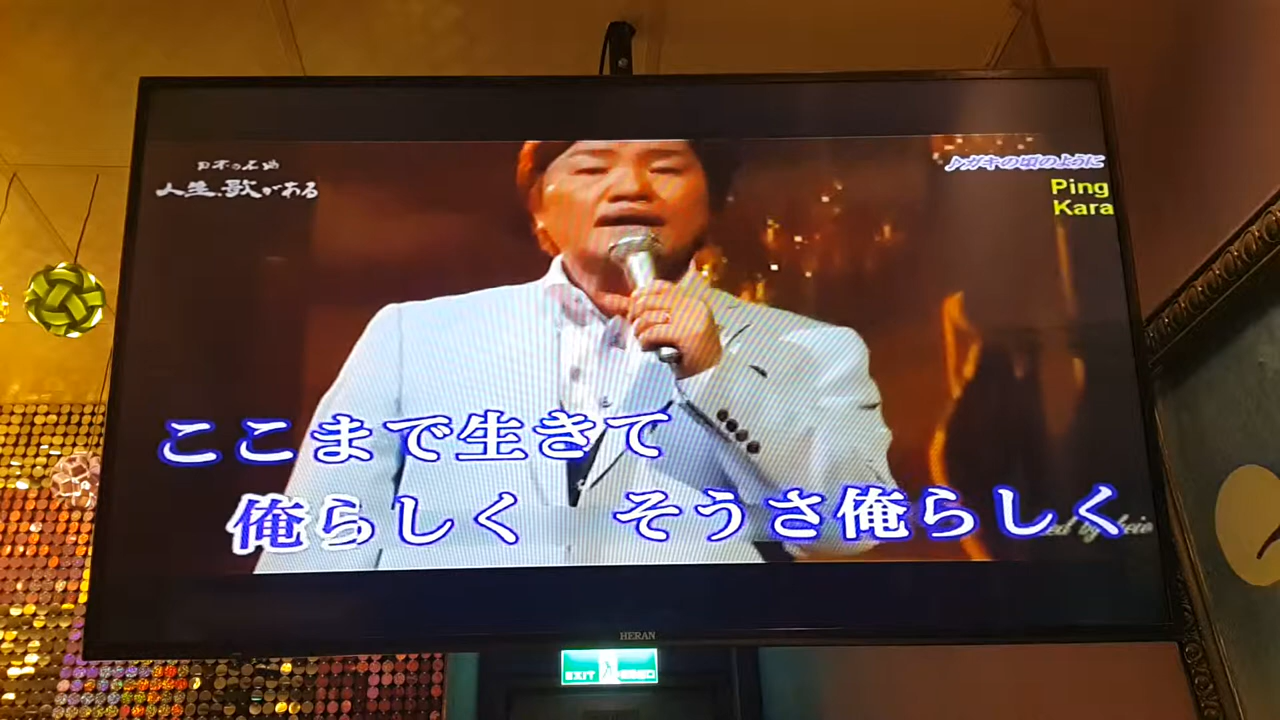 日本の名曲
人生、歌がある
♪ガキの頃のように
Ping
Kara
ここまで生きて
俺らしく そうさ俺らしく
HERAN
EXIT